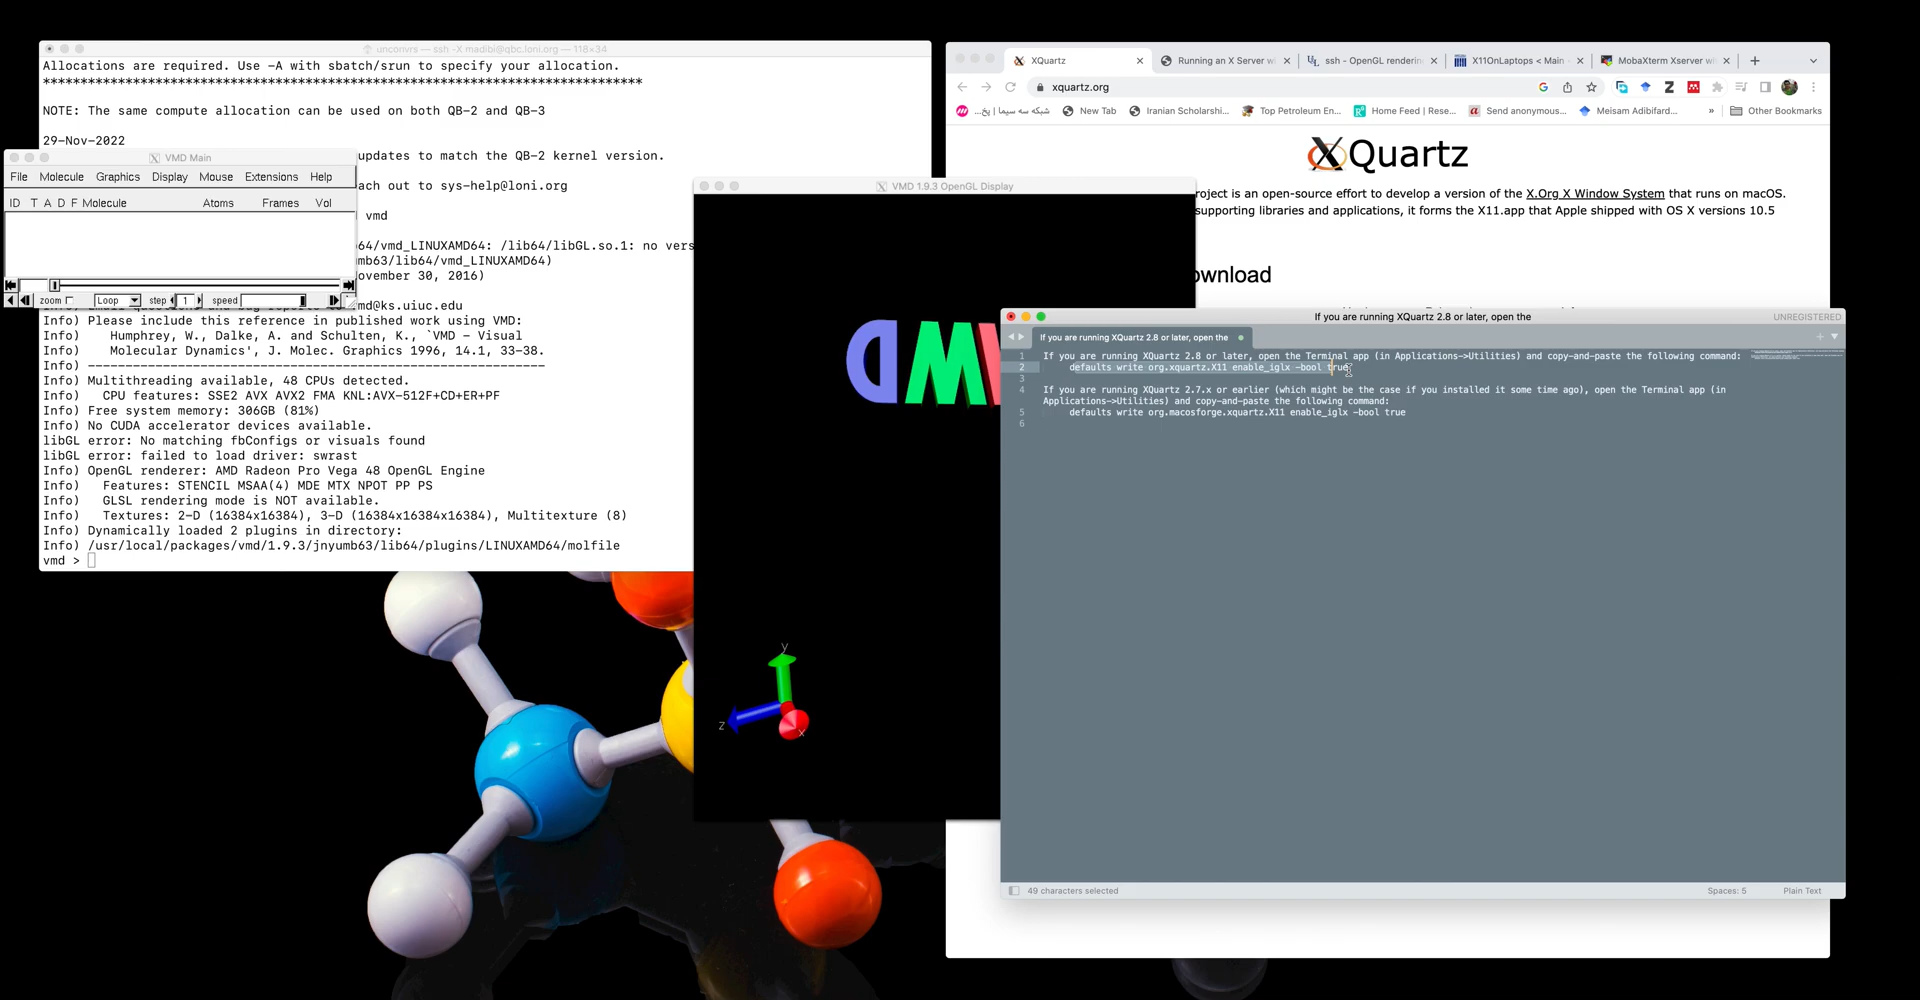 unconvrs — ssh -X madibi@qbc.loni.org — 118×34
Allocations are required. Use -A with sbatch/srun to specify your allocation.
********************************************************************************
NOTE: The same compute allocation can be used on both QB-2 and QB-3
29-Nov-2022
updates to match the QB-2 kernel version.
ach out to sys-help@loni.org
vmd
64/vmd_LINUXAMD64: /lib64/libGL.so.1: no vers
mb63/lib64/vmd_LINUXAMD64)
ovember 30, 2016)
md@ks.uiuc.edu
Info) Please include this reference in published work using VMD:
Info)    Humphrey, W., Dalke, A. and Schulten, K., `VMD - Visual
Info)    Molecular Dynamics', J. Molec. Graphics 1996, 14.1, 33-38.
Info) -------------------------------------------------------------
Info) Multithreading available, 48 CPUs detected.
Info)   CPU features: SSE2 AVX AVX2 FMA KNL:AVX-512F+CD+ER+PF
Info) Free system memory: 306GB (81%)
Info) No CUDA accelerator devices available.
libGL error: No matching fbConfigs or visuals found
libGL error: failed to load driver: swrast
Info) OpenGL renderer: AMD Radeon Pro Vega 48 OpenGL Engine
Info)   Features: STENCIL MSAA(4) MDE MTX NPOT PP PS
Info)   GLSL rendering mode is NOT available.
Info)   Textures: 2-D (16384x16384), 3-D (16384x16384x16384), Multitexture (8)
Info) Dynamically loaded 2 plugins in directory:
Info) /usr/local/packages/vmd/1.9.3/jnyumb63/lib64/plugins/LINUXAMD64/molfile
vmd >
VMD Main
File Molecule Graphics Display Mouse Extensions Help
ID T A D F Molecule Atoms Frames Vol
zoom Loop step 1 speed
VMD 1.9.3 OpenGL Display
y
z
x
XQuartz
Running an X Server wi
ssh - OpenGL renderin
X11OnLaptops < Main
MobaXterm Xserver wi
xquartz.org
شبکه سه سیما | پخ...
New Tab
Iranian Scholarshi...
Top Petroleum En...
Home Feed | Rese...
Send anonymous...
Meisam Adibifard...
»
Other Bookmarks
XQuartz
roject is an open-source effort to develop a version of the X.Org X Window System that runs on macOS.
supporting libraries and applications, it forms the X11.app that Apple shipped with OS X versions 10.5
ownload
If you are running XQuartz 2.8 or later, open the
UNREGISTERED
If you are running XQuartz 2.8 or later, open the
1 If you are running XQuartz 2.8 or later, open the Terminal app (in Applications->Utilities) and copy-and-paste the following command:
2 defaults write org.xquartz.X11 enable_iglx -bool true
3
4 If you are running XQuartz 2.7.x or earlier (which might be the case if you installed it some time ago), open the Terminal app (in
Applications->Utilities) and copy-and-paste the following command:
5 defaults write org.macosforge.xquartz.X11 enable_iglx -bool true
6
49 characters selected
Spaces: 5
Plain Text